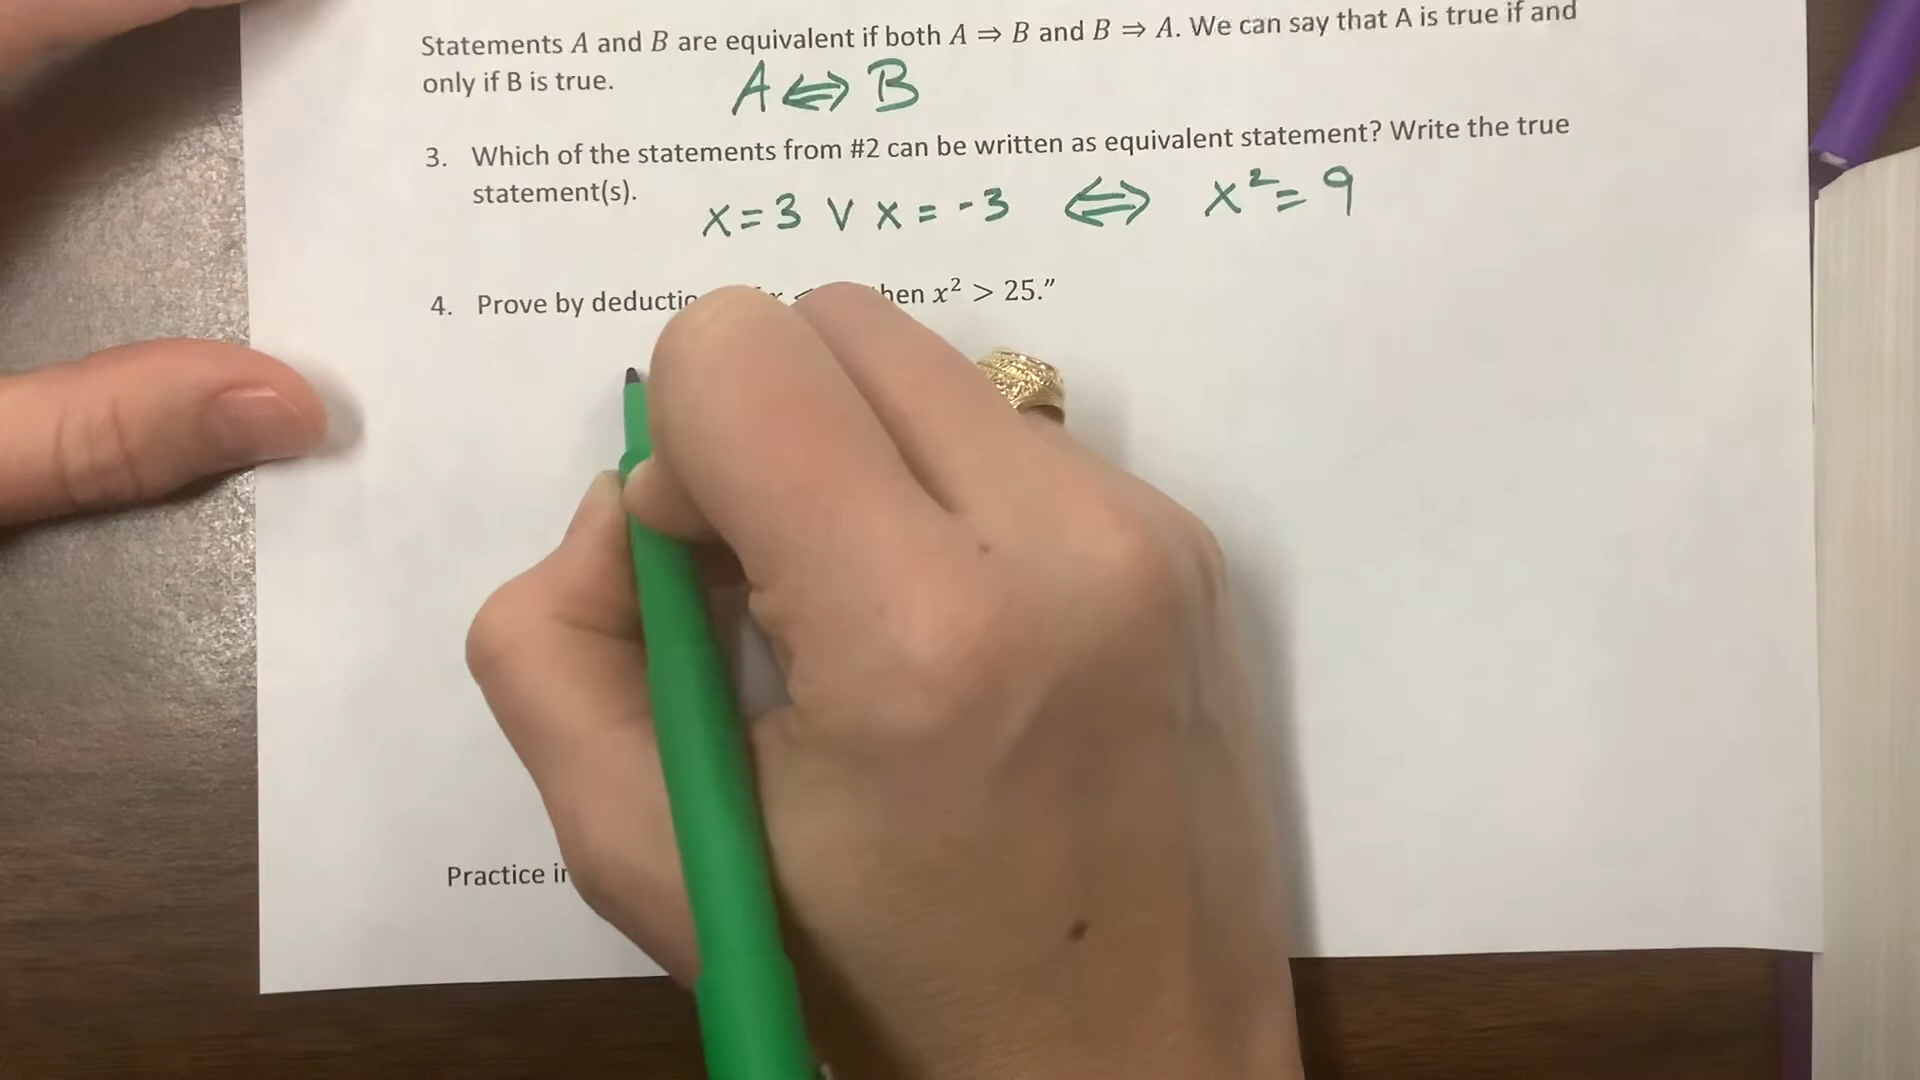 Statements A and B are equivalent if both A ⇒ B and B ⇒ A. We can say that A is true if and
only if B is true.
A ⇔ B
3. Which of the statements from #2 can be written as equivalent statement? Write the true
statement(s).
x = 3 ∨ x = -3 ⇔ x² = 9
4. Prove by x² > 25.”
Practice